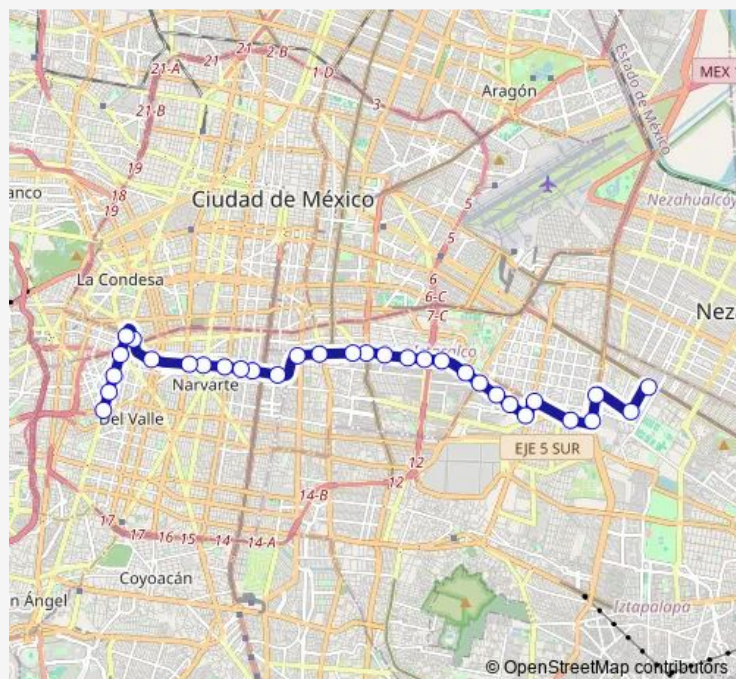 21
21
2-B
21-A
1-D
3
Aragón
MEX 1
Estado de México
21-B
19
18
19
anco
Ciudad de México
5
5
Nezahualcóy
La Condesa
6
6-C
7-C
Nez
Narvarte
Del Valle
EJE 5 SUR
12
12
14-B
17
17
16
15
14
14-A
Coyoacán
n Ángel
Iztapalapa
© OpenStreetMap contributors